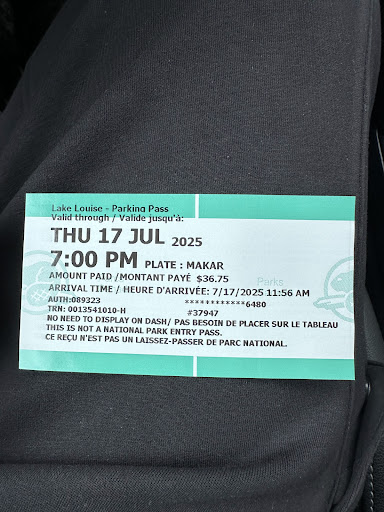 Lake Louise - Parking Pass
Valid through / Valide jusqu'à:
THU 17 JUL 2025
7:00 PM PLATE : MAKAR
AMOUNT PAID /MONTANT PAYÉ $36.75
Parks
ARRIVAL TIME / HEURE D'ARRIVÉE: 7/17/2025 11:56 AM
AUTH:089323 ************6480
TRN: 0013541010-H #37947
NO NEED TO DISPLAY ON DASH/ PAS BESOIN DE PLACER SUR LE TABLEAU
THIS IS NOT A NATIONAL PARK ENTRY PASS.
CE REÇU N'EST PAS UN LAISSEZ-PASSER DE PARC NATIONAL.